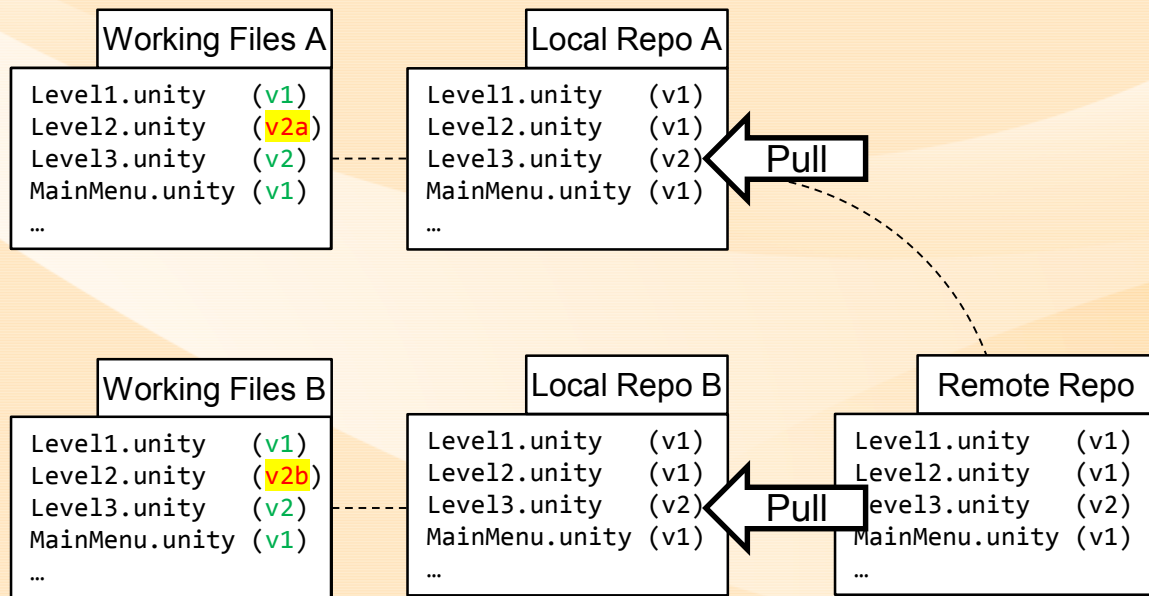 Working Files A
Level1.unity (v1)
Level2.unity (v2a)
Level3.unity (v2)
MainMenu.unity (v1)
…
Local Repo A
Level1.unity (v1)
Level2.unity (v1)
Level3.unity (v2)
MainMenu.unity (v1)
…
Pull
Working Files B
Level1.unity (v1)
Level2.unity (v2b)
Level3.unity (v2)
MainMenu.unity (v1)
…
Local Repo B
Level1.unity (v1)
Level2.unity (v1)
Level3.unity (v2)
MainMenu.unity (v1)
…
Pull
Remote Repo
Level1.unity (v1)
Level2.unity (v1)
Level3.unity (v2)
MainMenu.unity (v1)
…